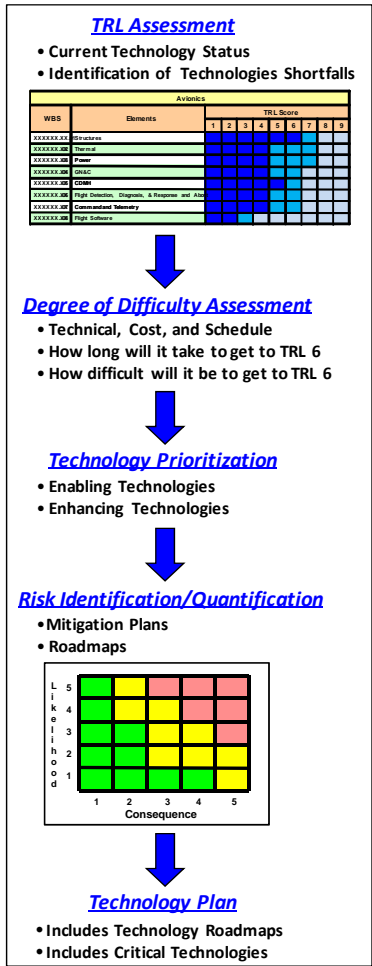 TRL Assessment
• Current Technology Status
• Identification of Technologies Shortfalls
Avionics
WBS Elements TRL Score
1 2 3 4 5 6 7 8 9
Structures
Thermal
Power
GN&C
CDMH
Flight Detection, Diagnosis, & Response and Abo
Command and Telemetry
Flight Software
Degree of Difficulty Assessment
• Technical, Cost, and Schedule
• How long will it take to get to TRL 6
• How difficult will it be to get to TRL 6
Technology Prioritization
• Enabling Technologies
• Enhancing Technologies
Risk Identification/Quantification
• Mitigation Plans
• Roadmaps
Likelihood
5
4
3
2
1
1 2 3 4 5
Consequence
Technology Plan
• Includes Technology Roadmaps
• Includes Critical Technologies